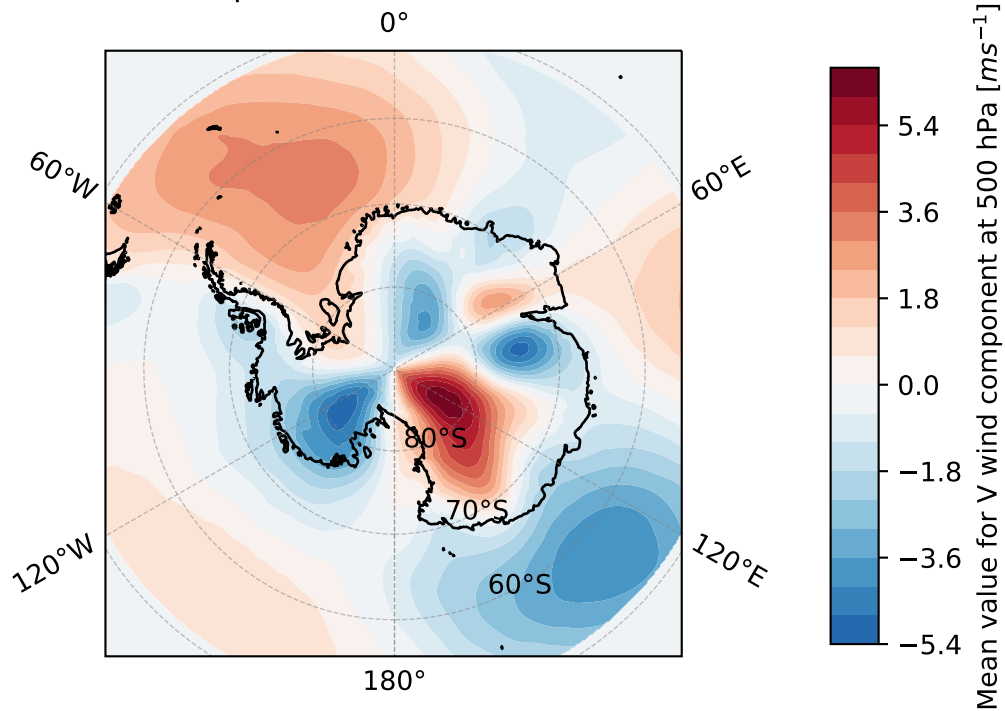 0°
60°W
60°E
80°S
70°S
60°S
120°W
120°E
180°
5.4
3.6
1.8
0.0
−1.8
−3.6
−5.4
Mean value for V wind component at 500 hPa [ms⁻¹]